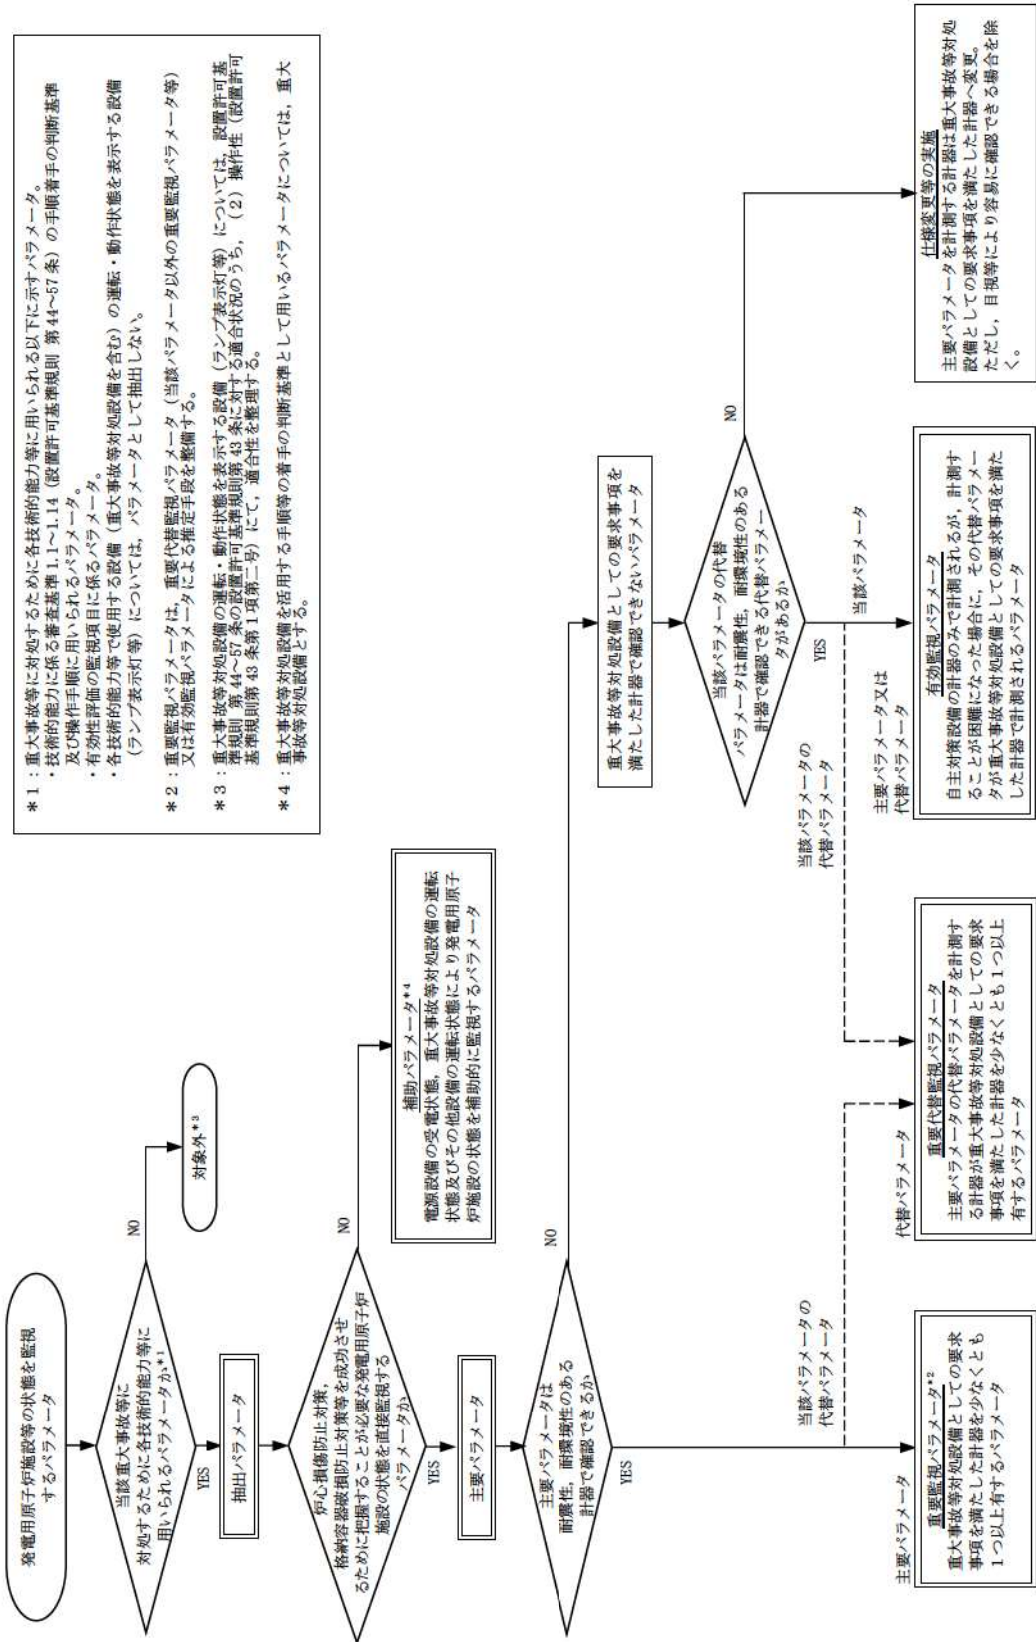 発電用原子炉施設等の状態を監視
するパラメータ
当該重大事故等に
対処するために各技術的能力等に
用いられるパラメータか*1
NO
対象外*3
YES
抽出パラメータ
炉心損傷防止対策,
格納容器破損防止対策等を成功させ
るために把握することが必要な発電用原子炉
施設の状態を直接監視する
パラメータか
NO
補助パラメータ*4
電源設備の受電状態,重大事故等対処設備の運転
状態及びその他設備の運転状態により発電用原子
炉施設の状態を補助的に監視するパラメータ
YES
主要パラメータ
主要パラメータは
耐震性,耐環境性のある
計器で確認できるか
NO
YES
重大事故等対処設備としての要求事項を
満たした計器で確認できないパラメータ
当該パラメータの代替
パラメータは耐震性,耐環境性のある
計器で確認できる代替パラメー
タがあるか
NO
YES
当該パラメータの
代替パラメータ
当該パラメータの
代替パラメータ
当該パラメータ
主要パラメータ
重要監視パラメータ*2
重大事故等対処設備としての要求
事項を満たした計器を少なくとも
1つ以上有するパラメータ
代替パラメータ
重要代替監視パラメータ
主要パラメータの代替パラメータを計測す
る計器が重大事故等対処設備としての要求
事項を満たした計器を少なくとも1つ以上
有するパラメータ
主要パラメータ又は
代替パラメータ
有効監視パラメータ
自主対策設備の計器のみで計測されるが,計測す
ることが困難になった場合に,その代替パラメー
タが重大事故等対処設備としての要求事項を満た
した計器で計測されるパラメータ
仕様変更等の実施
主要パラメータを計測する計器は重大事故等対処
設備としての要求事項を満たした計器へ変更。
ただし,目視等により容易に確認できる場合を除
く。
*1:重大事故等に対処するために各技術的能力等に用いられる以下に示すパラメータ。
・技術的能力に係る審査基準1.1~1.14(設置許可基準規則 第44~57条)の手順着手の判断基準
及び操作手順に用いられるパラメータ。
・有効性評価の監視項目に係るパラメータ。
・各技術的能力等で使用する設備(重大事故等対処設備を含む)の運転・動作状態を表示する設備
(ランプ表示灯等)については,パラメータとして抽出しない。
*2:重要監視パラメータは,重要代替監視パラメータ(当該パラメータ以外の重要監視パラメータ等)
又は有効監視パラメータによる推定手段を整備する。
*3:重大事故等対処設備の運転・動作状態を表示する設備(ランプ表示灯等)については,設置許可基
準規則 第44~57条の設置許可基準規則第43条に対する適合状況のうち,(2)操作性(設置許可
基準規則第43条第1項第二号)にて,適合性を整理する。
*4:重大事故等対処設備を活用する手順等の着手の判断基準として用いるパラメータについては,重大
事故等対処設備とする。